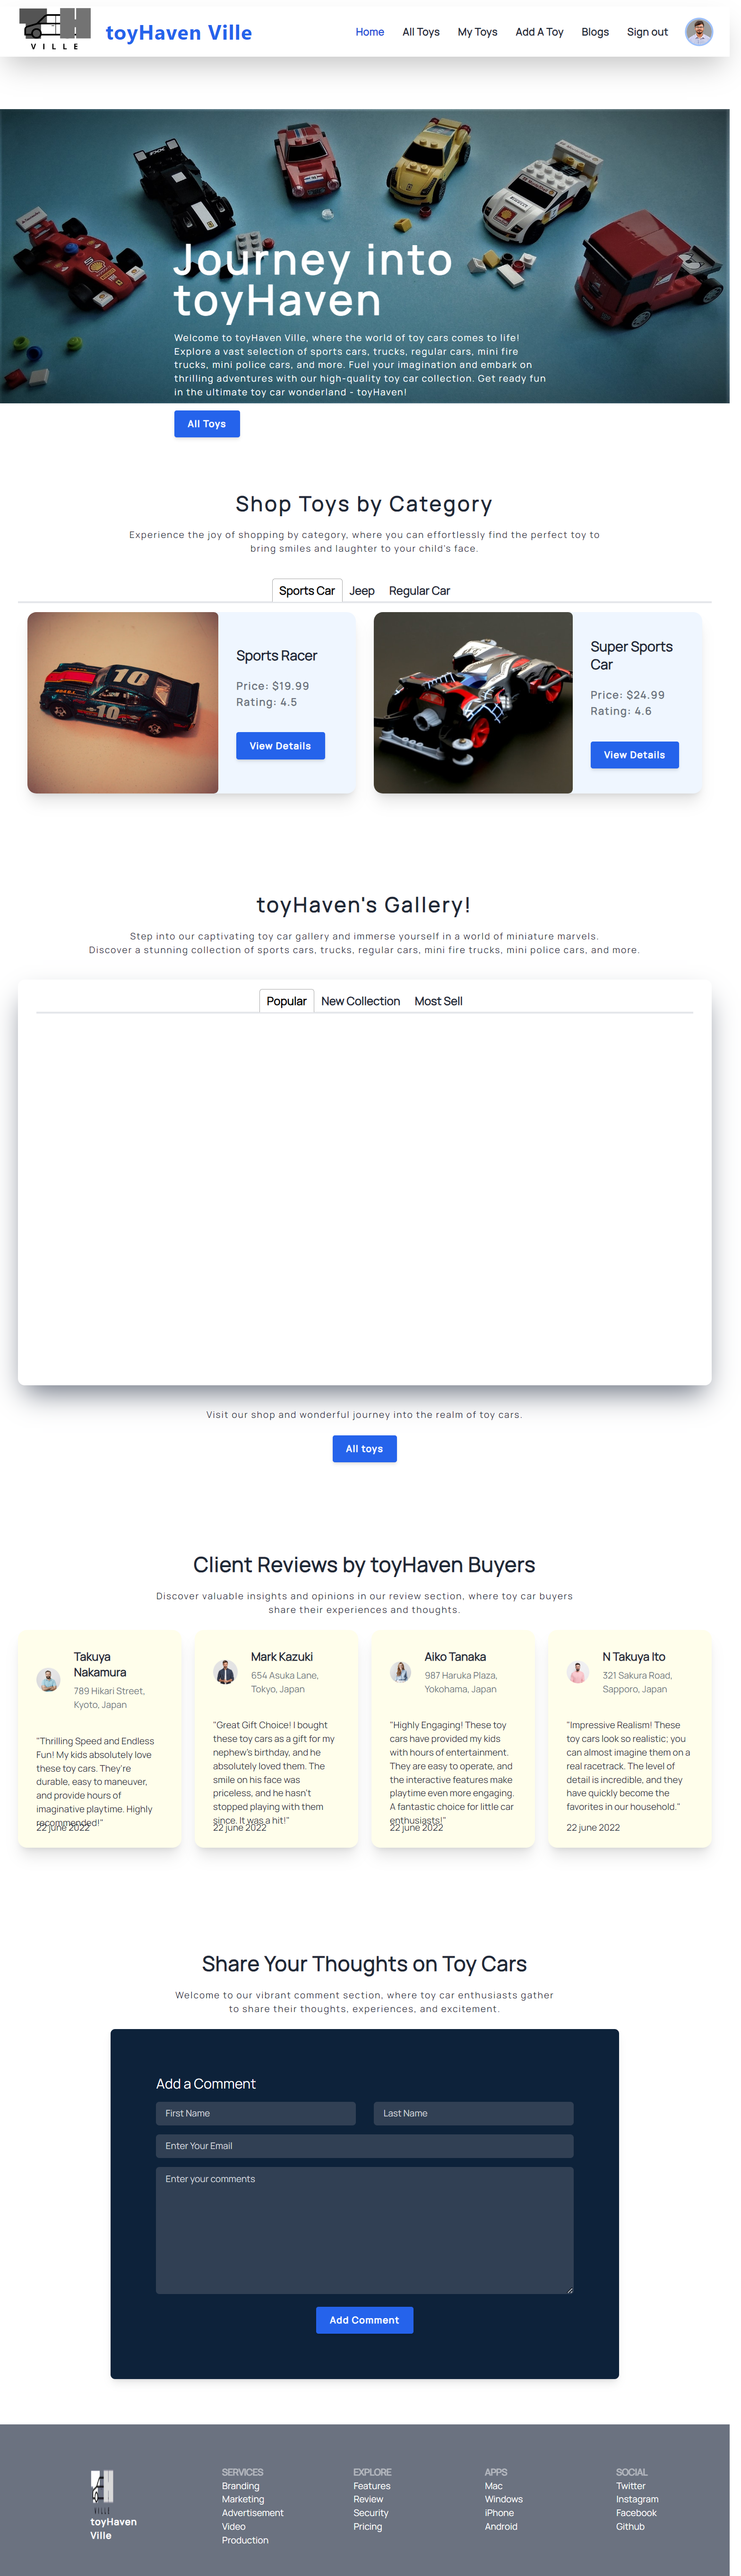 VILLE
toyHaven Ville
Home
All Toys
My Toys
Add A Toy
Blogs
Sign out
Journey into
toyHaven
Welcome to toyHaven Ville, where the world of toy cars comes to life!
Explore a vast selection of sports cars, trucks, regular cars, mini fire
trucks, mini police cars, and more. Fuel your imagination and embark on
thrilling adventures with our high-quality toy car collection. Get ready fun
in the ultimate toy car wonderland - toyHaven!
All Toys
Shop Toys by Category
Experience the joy of shopping by category, where you can effortlessly find the perfect toy to
bring smiles and laughter to your child's face.
Sports Car
Jeep
Regular Car
10
10
Sports Racer
Price: $19.99
Rating: 4.5
View Details
Super Sports
Car
Price: $24.99
Rating: 4.6
View Details
toyHaven's Gallery!
Step into our captivating toy car gallery and immerse yourself in a world of miniature marvels.
Discover a stunning collection of sports cars, trucks, regular cars, mini fire trucks, mini police cars, and more.
Popular
New Collection
Most Sell
Visit our shop and wonderful journey into the realm of toy cars.
All toys
Client Reviews by toyHaven Buyers
Discover valuable insights and opinions in our review section, where toy car buyers
share their experiences and thoughts.
Takuya
Nakamura
789 Hikari Street,
Kyoto, Japan
"Thrilling Speed and Endless
Fun! My kids absolutely love
these toy cars. They're
durable, easy to maneuver,
and provide hours of
imaginative playtime. Highly
recommended!"
22 june 2022
Mark Kazuki
654 Asuka Lane,
Tokyo, Japan
"Great Gift Choice! I bought
these toy cars as a gift for my
nephew's birthday, and he
absolutely loved them. The
smile on his face was
priceless, and he hasn't
stopped playing with them
since. It was a hit!"
22 june 2022
Aiko Tanaka
987 Haruka Plaza,
Yokohama, Japan
"Highly Engaging! These toy
cars have provided my kids
with hours of entertainment.
They are easy to operate, and
the interactive features make
playtime even more engaging.
A fantastic choice for little car
enthusiasts!"
22 june 2022
N Takuya Ito
321 Sakura Road,
Sapporo, Japan
"Impressive Realism! These
toy cars look so realistic; you
can almost imagine them on a
real racetrack. The level of
detail is incredible, and they
have quickly become the
favorites in our household."
22 june 2022
Share Your Thoughts on Toy Cars
Welcome to our vibrant comment section, where toy car enthusiasts gather
to share their thoughts, experiences, and excitement.
Add a Comment
First Name
Last Name
Enter Your Email
Enter your comments
Add Comment
VILLE
toyHaven
Ville
SERVICES
Branding
Marketing
Advertisement
Video
Production
EXPLORE
Features
Review
Security
Pricing
APPS
Mac
Windows
iPhone
Android
SOCIAL
Twitter
Instagram
Facebook
Github